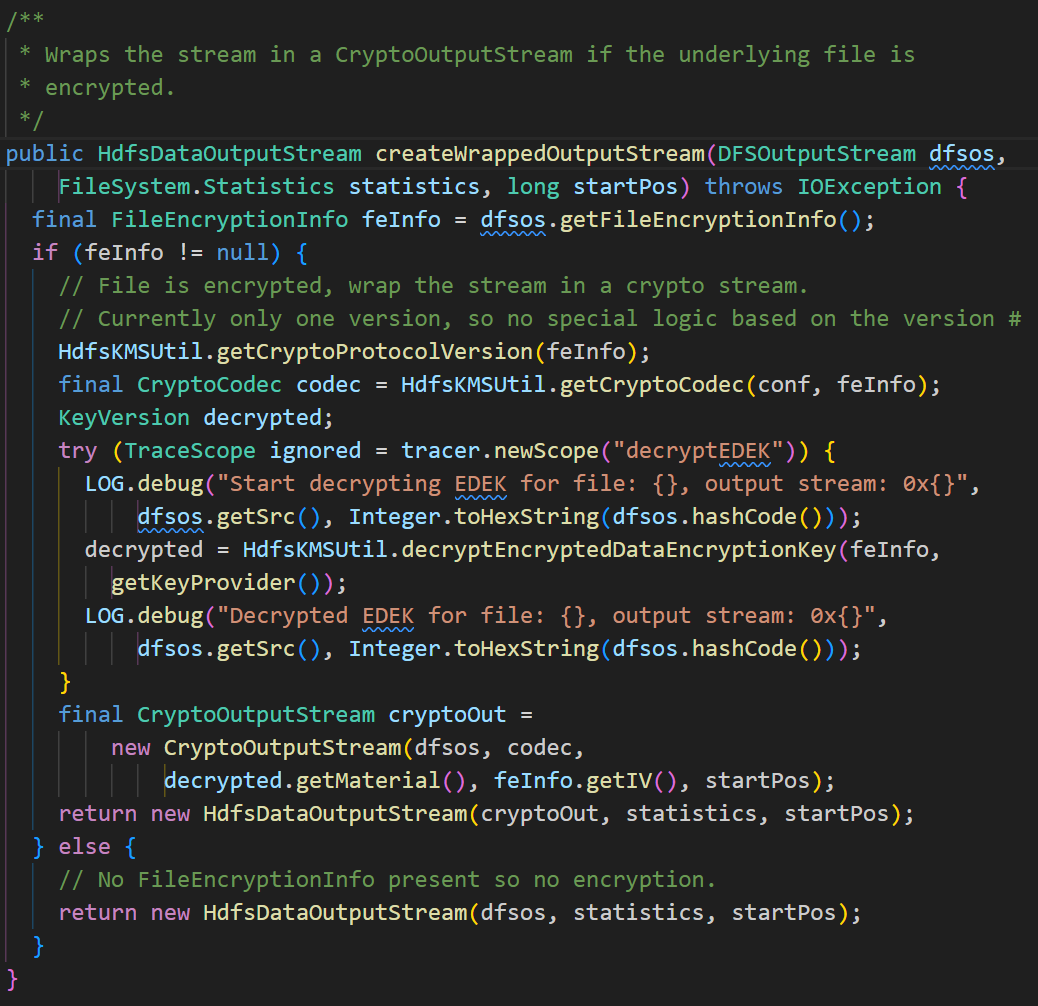 /**
 * Wraps the stream in a CryptoOutputStream if the underlying file is
 * encrypted.
 */
public HdfsDataOutputStream createWrappedOutputStream(DFSOutputStream dfsos,
    FileSystem.Statistics statistics, long startPos) throws IOException {
  final FileEncryptionInfo feInfo = dfsos.getFileEncryptionInfo();
  if (feInfo != null) {
    // File is encrypted, wrap the stream in a crypto stream.
    // Currently only one version, so no special logic based on the version #
    HdfsKMSUtil.getCryptoProtocolVersion(feInfo);
    final CryptoCodec codec = HdfsKMSUtil.getCryptoCodec(conf, feInfo);
    KeyVersion decrypted;
    try (TraceScope ignored = tracer.newScope("decryptEDEK")) {
      LOG.debug("Start decrypting EDEK for file: {}, output stream: 0x{}",
          dfsos.getSrc(), Integer.toHexString(dfsos.hashCode()));
      decrypted = HdfsKMSUtil.decryptEncryptedDataEncryptionKey(feInfo,
        getKeyProvider());
      LOG.debug("Decrypted EDEK for file: {}, output stream: 0x{}",
          dfsos.getSrc(), Integer.toHexString(dfsos.hashCode()));
    }
    final CryptoOutputStream cryptoOut =
        new CryptoOutputStream(dfsos, codec,
            decrypted.getMaterial(), feInfo.getIV(), startPos);
    return new HdfsDataOutputStream(cryptoOut, statistics, startPos);
  } else {
    // No FileEncryptionInfo present so no encryption.
    return new HdfsDataOutputStream(dfsos, statistics, startPos);
  }
}